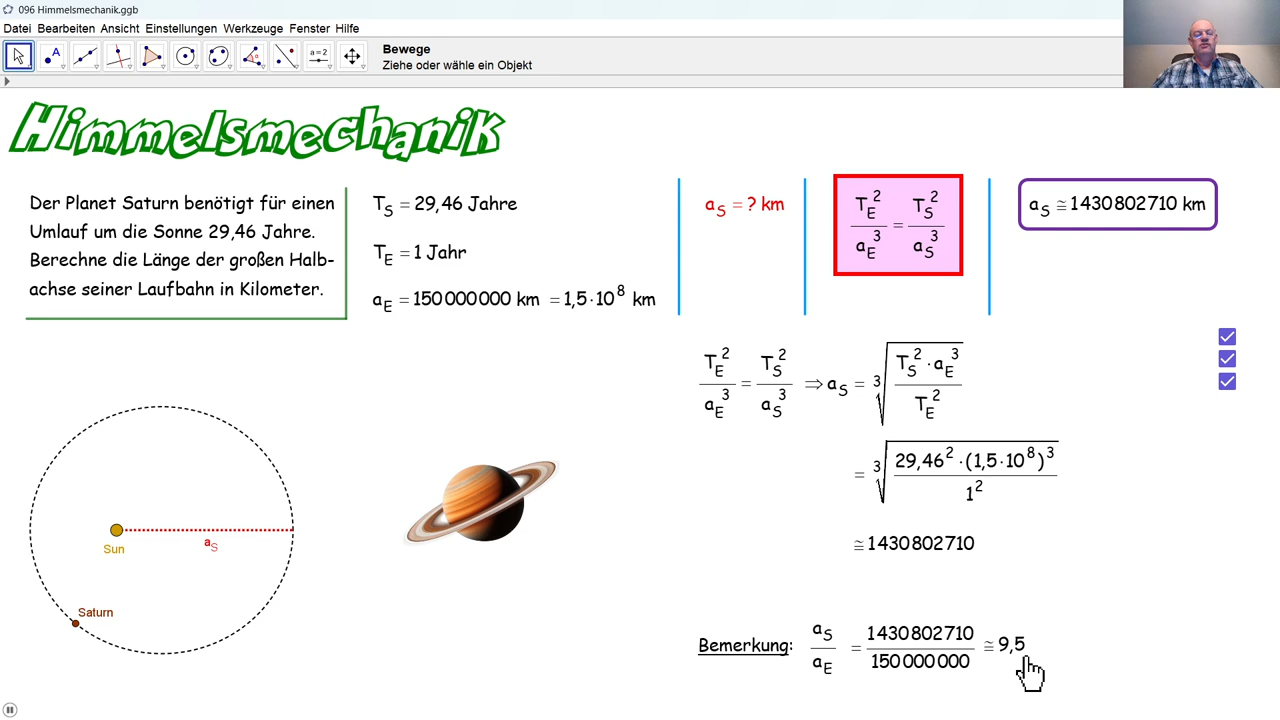 096 Himmelsmechanik.ggb
Datei Bearbeiten Ansicht Einstellungen Werkzeuge Fenster Hilfe
A
a=2
Bewege
Ziehe oder wähle ein Objekt
Himmelsmechanik
Der Planet Saturn benötigt für einen
Umlauf um die Sonne 29,46 Jahre.
Berechne die Länge der großen Halb-
achse seiner Laufbahn in Kilometer.
T_S = 29,46 Jahre
T_E = 1 Jahr
a_E = 150 000 000 km = 1,5·10^8 km
a_S = ? km
T_E^2 / a_E^3 = T_S^2 / a_S^3
a_S ≅ 1430802710 km
T_E^2 / a_E^3 = T_S^2 / a_S^3 ⇒ a_S = ∛(T_S^2 · a_E^3 / T_E^2)
= ∛(29,46^2 · (1,5·10^8)^3 / 1^2)
≅ 1430802710
Sun
a_S
Saturn
Bemerkung: a_S / a_E = 1430802710 / 150 000 000 ≅ 9,5